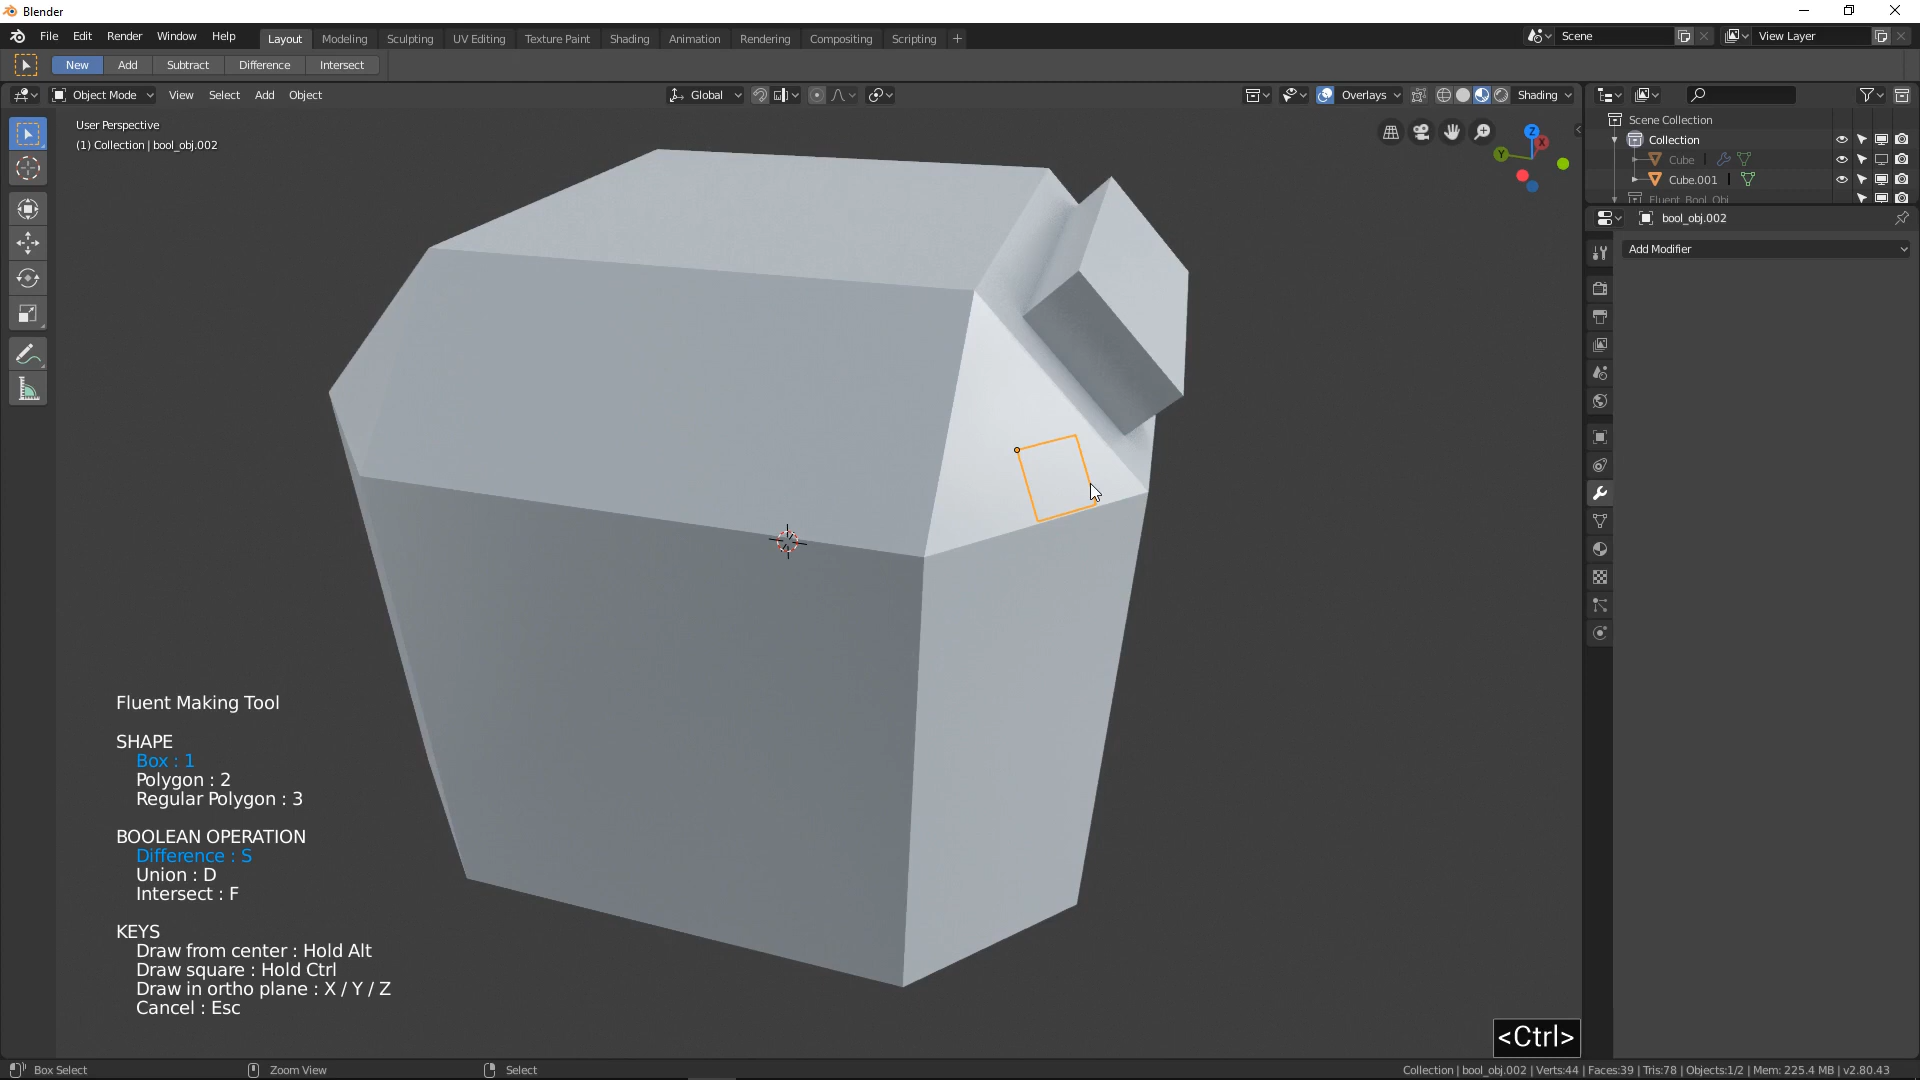 Blender
File Edit Render Window Help
Layout Modeling Sculpting UV Editing Texture Paint Shading Animation Rendering Compositing Scripting +
Scene
View Layer
New Add Subtract Difference Intersect
Object Mode View Select Add Object
Global
Overlays
Shading
User Perspective
(1) Collection | bool_obj.002
Z
X
Y
Scene Collection
Collection
Cube
Cube.001
Fluent_Bool_Obj
bool_obj.002
Add Modifier
Fluent Making Tool
SHAPE
Box : 1
Polygon : 2
Regular Polygon : 3
BOOLEAN OPERATION
Difference : S
Union : D
Intersect : F
KEYS
Draw from center : Hold Alt
Draw square : Hold Ctrl
Draw in ortho plane : X / Y / Z
Cancel : Esc
<Ctrl>
Box Select
Zoom View
Select
Collection | bool_obj.002 | Verts:44 | Faces:39 | Tris:78 | Objects:1/2 | Mem: 225.4 MB | v2.80.43